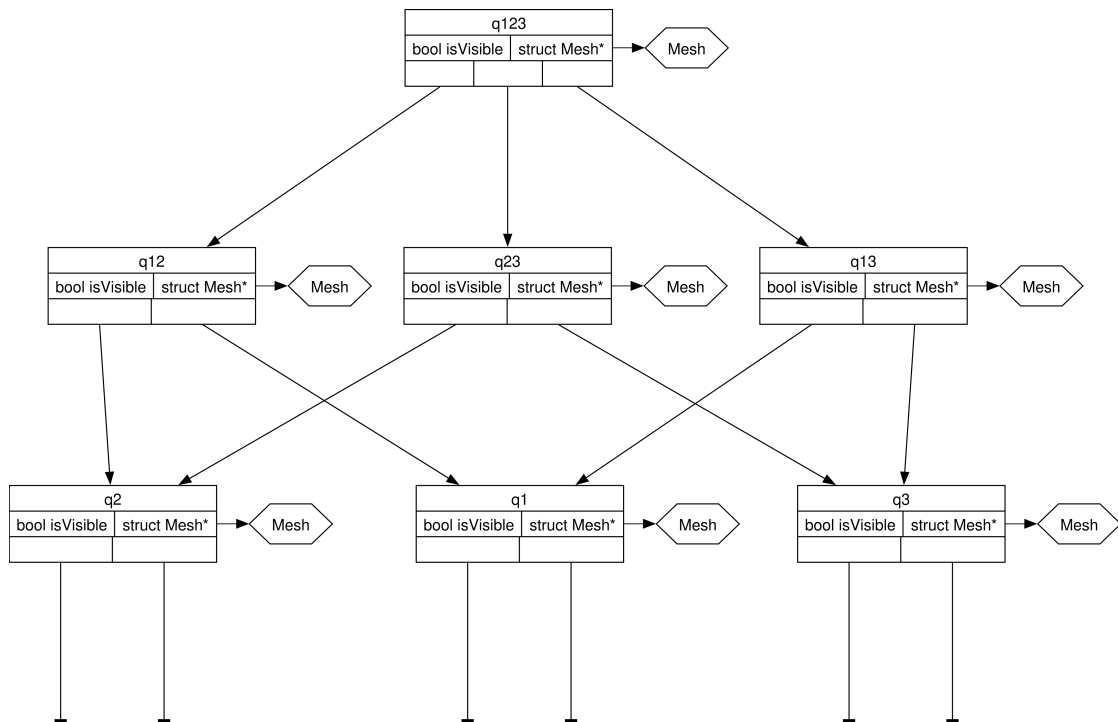 q123
bool isVisible struct Mesh* Mesh
q12 q23 q13
bool isVisible struct Mesh* Mesh bool isVisible struct Mesh* Mesh bool isVisible struct Mesh* Mesh
q2 q1 q3
bool isVisible struct Mesh* Mesh bool isVisible struct Mesh* Mesh bool isVisible struct Mesh* Mesh